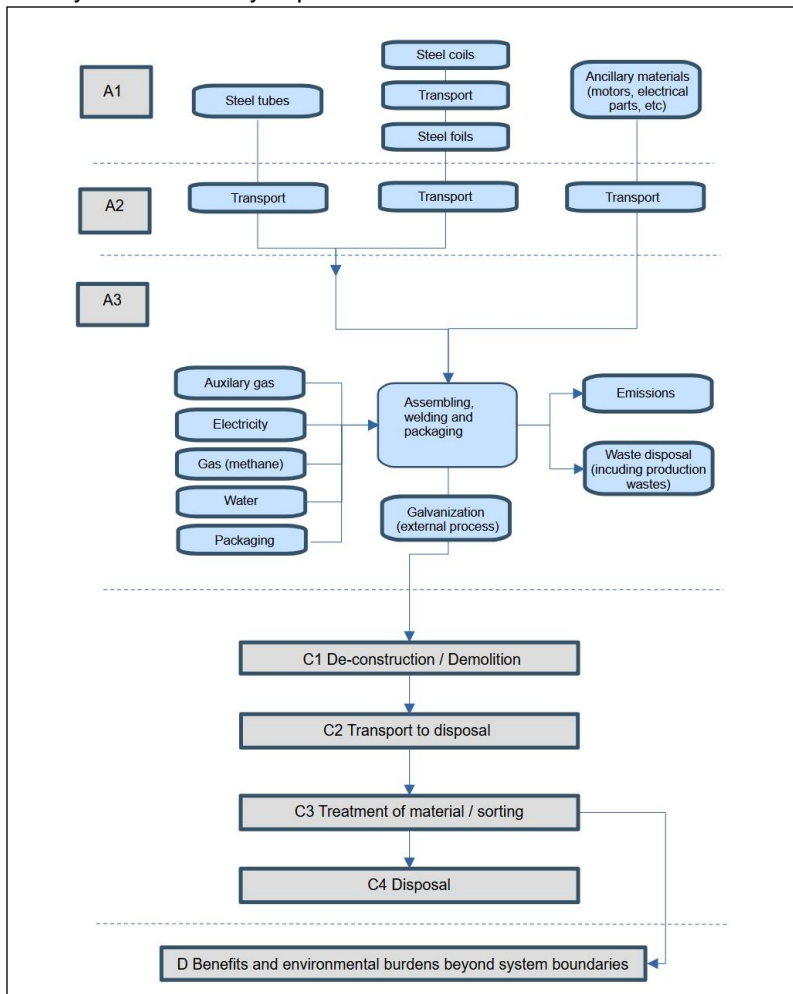 A1
Steel tubes
Steel coils
Transport
Steel foils
Ancillary materials
(motors, electrical
parts, etc)
A2
Transport
Transport
Transport
A3
Auxilary gas
Electricity
Gas (methane)
Water
Packaging
Assembling,
welding and
packaging
Galvanization
(external process)
Emissions
Waste disposal
(incuding production
wastes)
C1 De-construction / Demolition
C2 Transport to disposal
C3 Treatment of material / sorting
C4 Disposal
D Benefits and environmental burdens beyond system boundaries